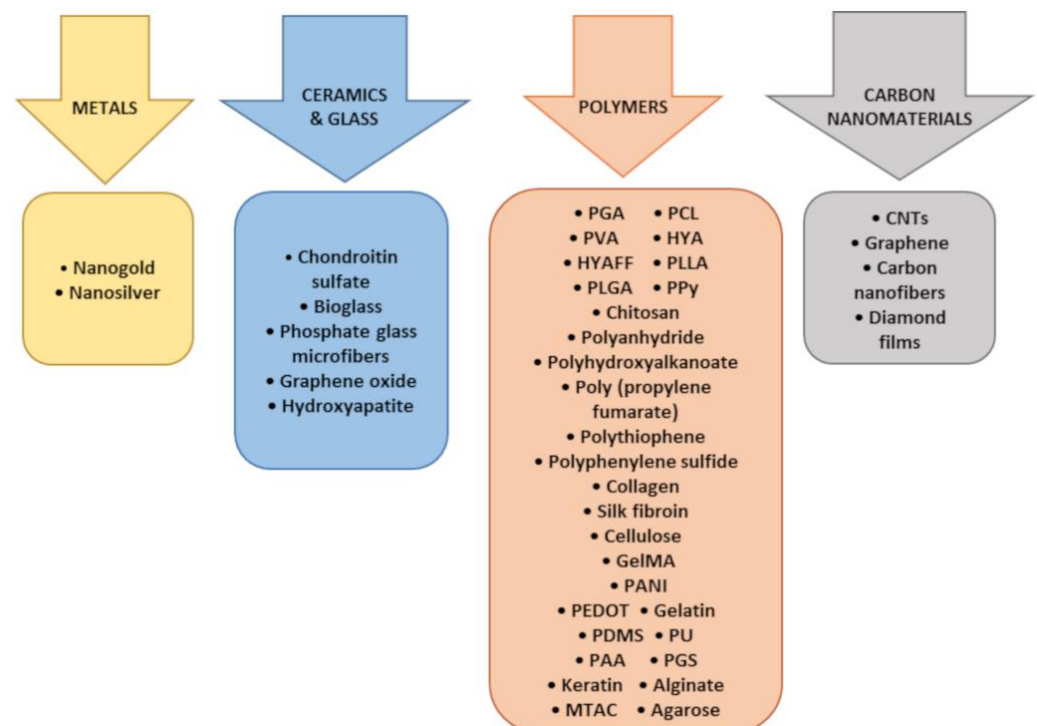 METALS
• Nanogold
• Nanosilver
CERAMICS
& GLASS
• Chondroitin
sulfate
• Bioglass
• Phosphate glass
microfibers
• Graphene oxide
• Hydroxyapatite
POLYMERS
• PGA • PCL
• PVA • HYA
• HYAFF • PLLA
• PLGA • PPy
• Chitosan
• Polyanhydride
• Polyhydroxyalkanoate
• Poly (propylene
fumarate)
• Polythiophene
• Polyphenylene sulfide
• Collagen
• Silk fibroin
• Cellulose
• GelMA
• PANI
• PEDOT • Gelatin
• PDMS • PU
• PAA • PGS
• Keratin • Alginate
• MTAC • Agarose
CARBON
NANOMATERIALS
• CNTs
• Graphene
• Carbon
nanofibers
• Diamond
films